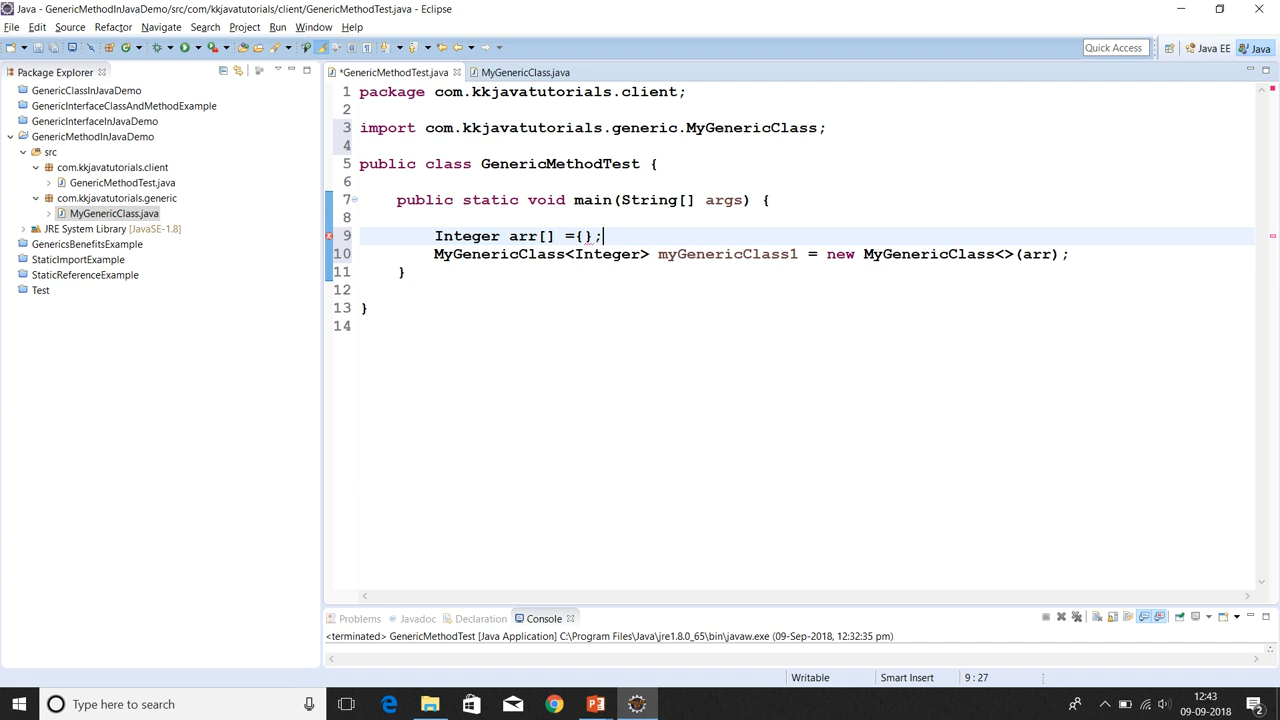 Java - GenericMethodInJavaDemo/src/com/kkjavatutorials/client/GenericMethodTest.java - Eclipse
File Edit Source Refactor Navigate Search Project Run Window Help
Quick Access
Java EE
Java
Package Explorer
GenericClassInJavaDemo
GenericInterfaceClassAndMethodExample
GenericInterfaceInJavaDemo
GenericMethodInJavaDemo
src
com.kkjavatutorials.client
GenericMethodTest.java
com.kkjavatutorials.generic
MyGenericClass.java
JRE System Library [JavaSE-1.8]
GenericsBenefitsExample
StaticImportExample
StaticReferenceExample
Test
*GenericMethodTest.java
MyGenericClass.java
1 package com.kkjavatutorials.client;
2
3 import com.kkjavatutorials.generic.MyGenericClass;
4
5 public class GenericMethodTest {
6
7 public static void main(String[] args) {
8
9 Integer arr[] ={};
10 MyGenericClass<Integer> myGenericClass1 = new MyGenericClass<>(arr);
11 }
12
13 }
14
Problems
Javadoc
Declaration
Console
<terminated> GenericMethodTest [Java Application] C:\Program Files\Java\jre1.8.0_65\bin\javaw.exe (09-Sep-2018, 12:32:35 pm)
Writable
Smart Insert
9 : 27
Type here to search
12:43
09-09-2018
2